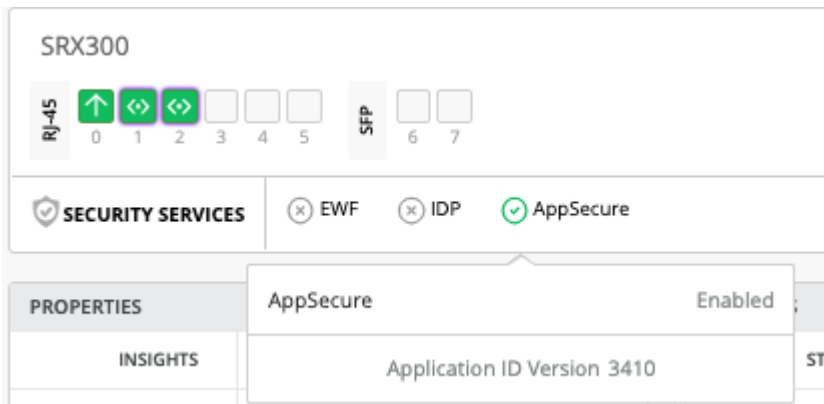 SRX300
RJ-45
0 1 2 3 4 5
SFP
6 7
SECURITY SERVICES
EWF
IDP
AppSecure
AppSecure Enabled
Application ID Version 3410
PROPERTIES
INSIGHTS
ST